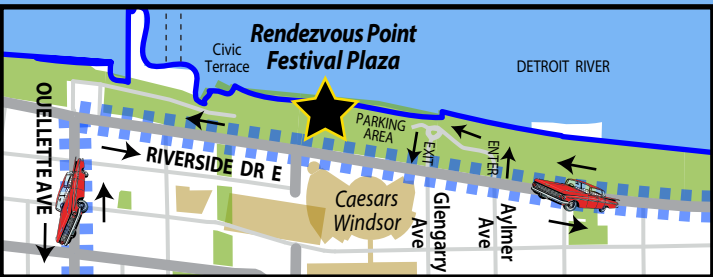 Rendezvous Point
Festival Plaza
Civic
Terrace
DETROIT RIVER
OUELLETTE AVE
PARKING
AREA
EXIT
ENTER
RIVERSIDE DR E
Caesars
Windsor
Glengarry
Ave
Aylmer
Ave